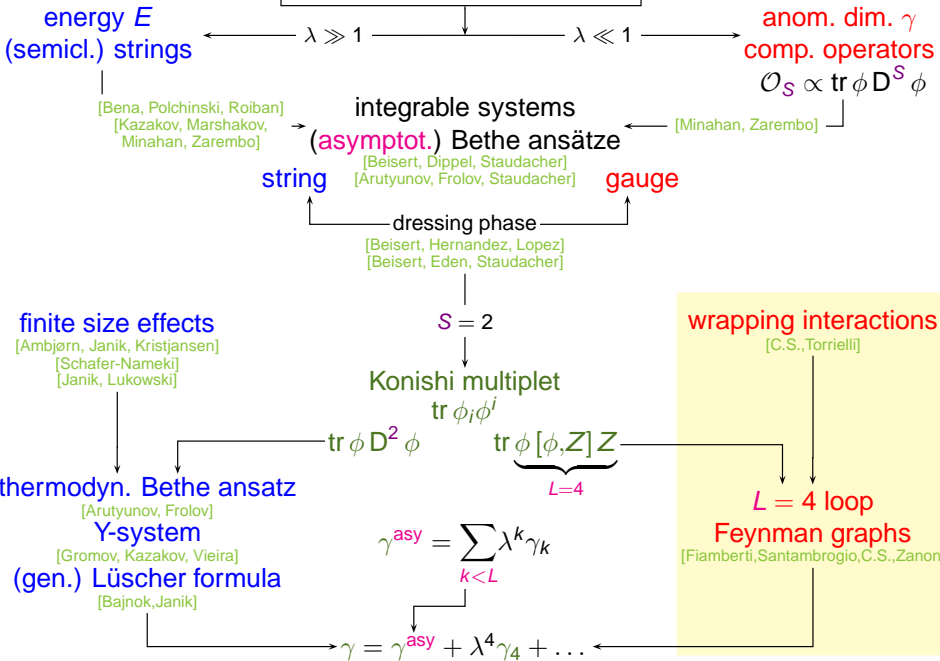 energy E
(semicl.) strings
λ ≫ 1
λ ≪ 1
anom. dim. γ
comp. operators
𝒪_S ∝ tr φ D^S φ
[Bena, Polchinski, Roiban]
[Kazakov, Marshakov,
Minahan, Zarembo]
integrable systems
(asymptot.) Bethe ansätze
[Beisert, Dippel, Staudacher]
[Arutyunov, Frolov, Staudacher]
[Minahan, Zarembo]
string
gauge
dressing phase
[Beisert, Hernandez, Lopez]
[Beisert, Eden, Staudacher]
S = 2
finite size effects
[Ambjørn, Janik, Kristjansen]
[Schafer-Nameki]
[Janik, Lukowski]
wrapping interactions
[C.S.,Torrielli]
Konishi multiplet
tr φ_i φ^i
tr φ D^2 φ
tr φ [φ,Z] Z
L=4
thermodyn. Bethe ansatz
[Arutyunov, Frolov]
Y-system
[Gromov, Kazakov, Vieira]
(gen.) Lüscher formula
[Bajnok,Janik]
γ^asy = ∑_{k<L} λ^k γ_k
L = 4 loop
Feynman graphs
[Fiamberti,Santambrogio,C.S.,Zanon]
γ = γ^asy + λ^4 γ_4 + ...